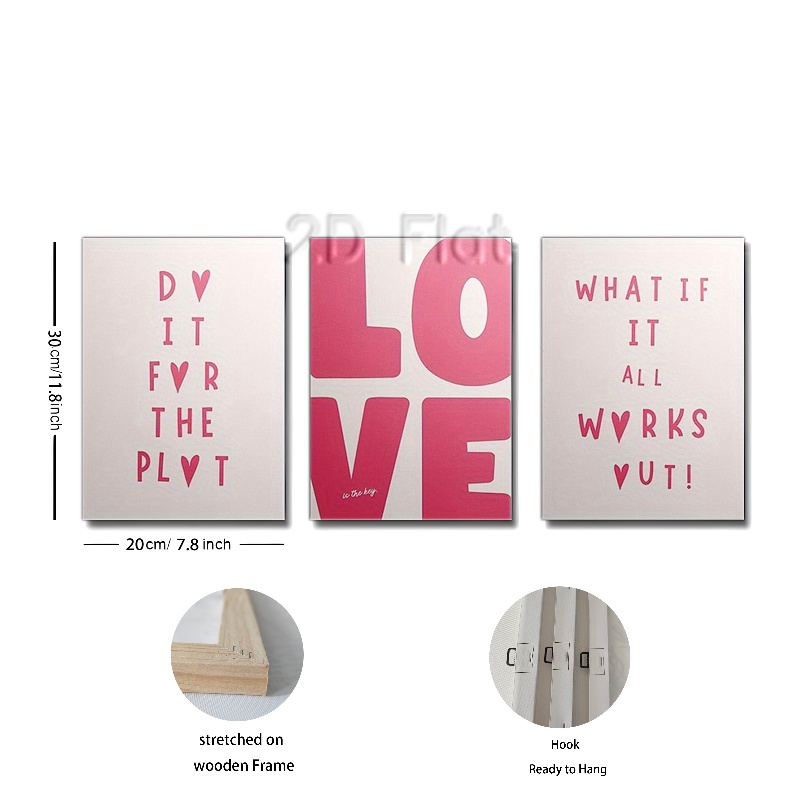 2D Flat
D♥
IT
F♥R
THE
PL♥T
LO
VE
is the key
WHAT IF
IT
ALL
W♥RKS
♥UT!
30cm/11.8inch
20cm/ 7.8 inch
stretched on
wooden Frame
Hook
Ready to Hang